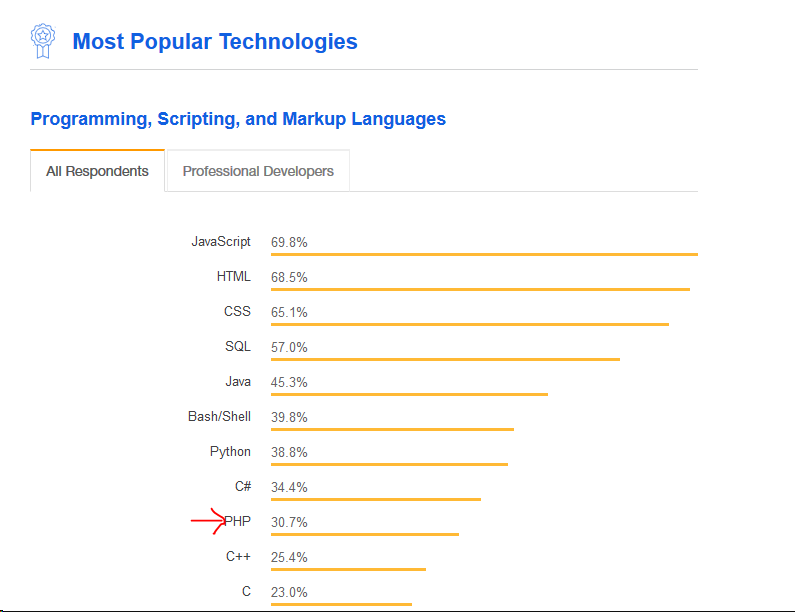 Most Popular Technologies
Programming, Scripting, and Markup Languages
All Respondents Professional Developers
JavaScript 69.8%
HTML 68.5%
CSS 65.1%
SQL 57.0%
Java 45.3%
Bash/Shell 39.8%
Python 38.8%
C# 34.4%
PHP 30.7%
C++ 25.4%
C 23.0%